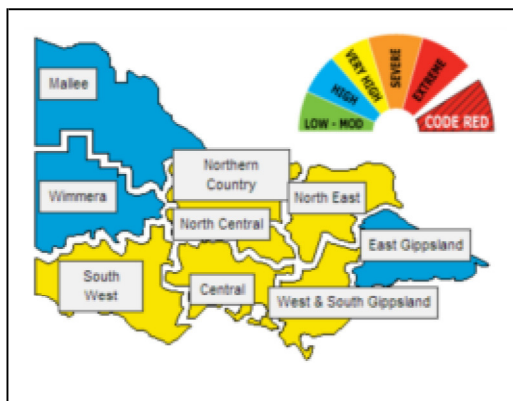 Mallee
LOW - MOD
HIGH
VERY HIGH
SEVERE
EXTREME
CODE RED
Northern
Country
Wimmera
North East
North Central
East Gippsland
South
West
Central
West & South Gippsland